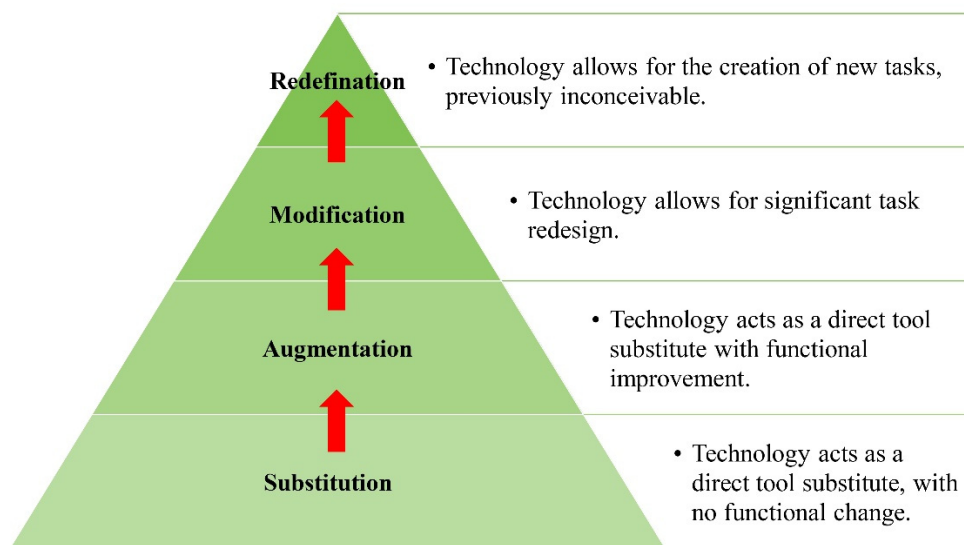 Redefination
• Technology allows for the creation of new tasks,
previously inconceivable.
Modification
• Technology allows for significant task
redesign.
Augmentation
• Technology acts as a direct tool
substitute with functional
improvement.
Substitution
• Technology acts as a
direct tool substitute, with
no functional change.